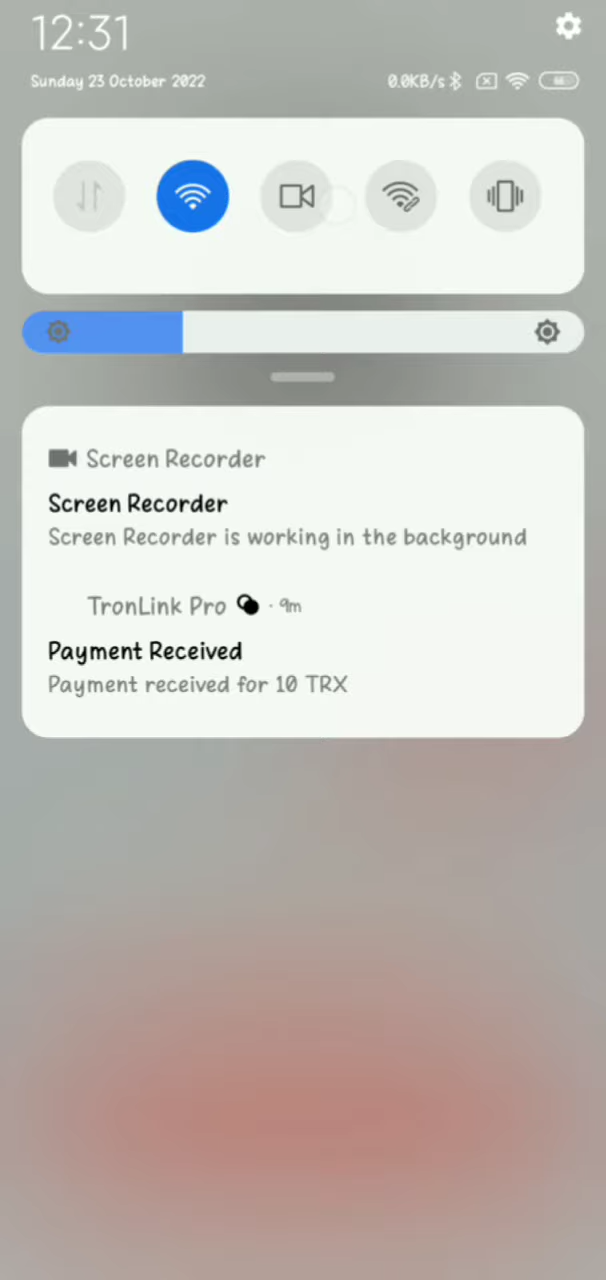 12:31
Sunday 23 October 2022
0.0KB/s
Screen Recorder
Screen Recorder
Screen Recorder is working in the background
TronLink Pro · 9m
Payment Received
Payment received for 10 TRX